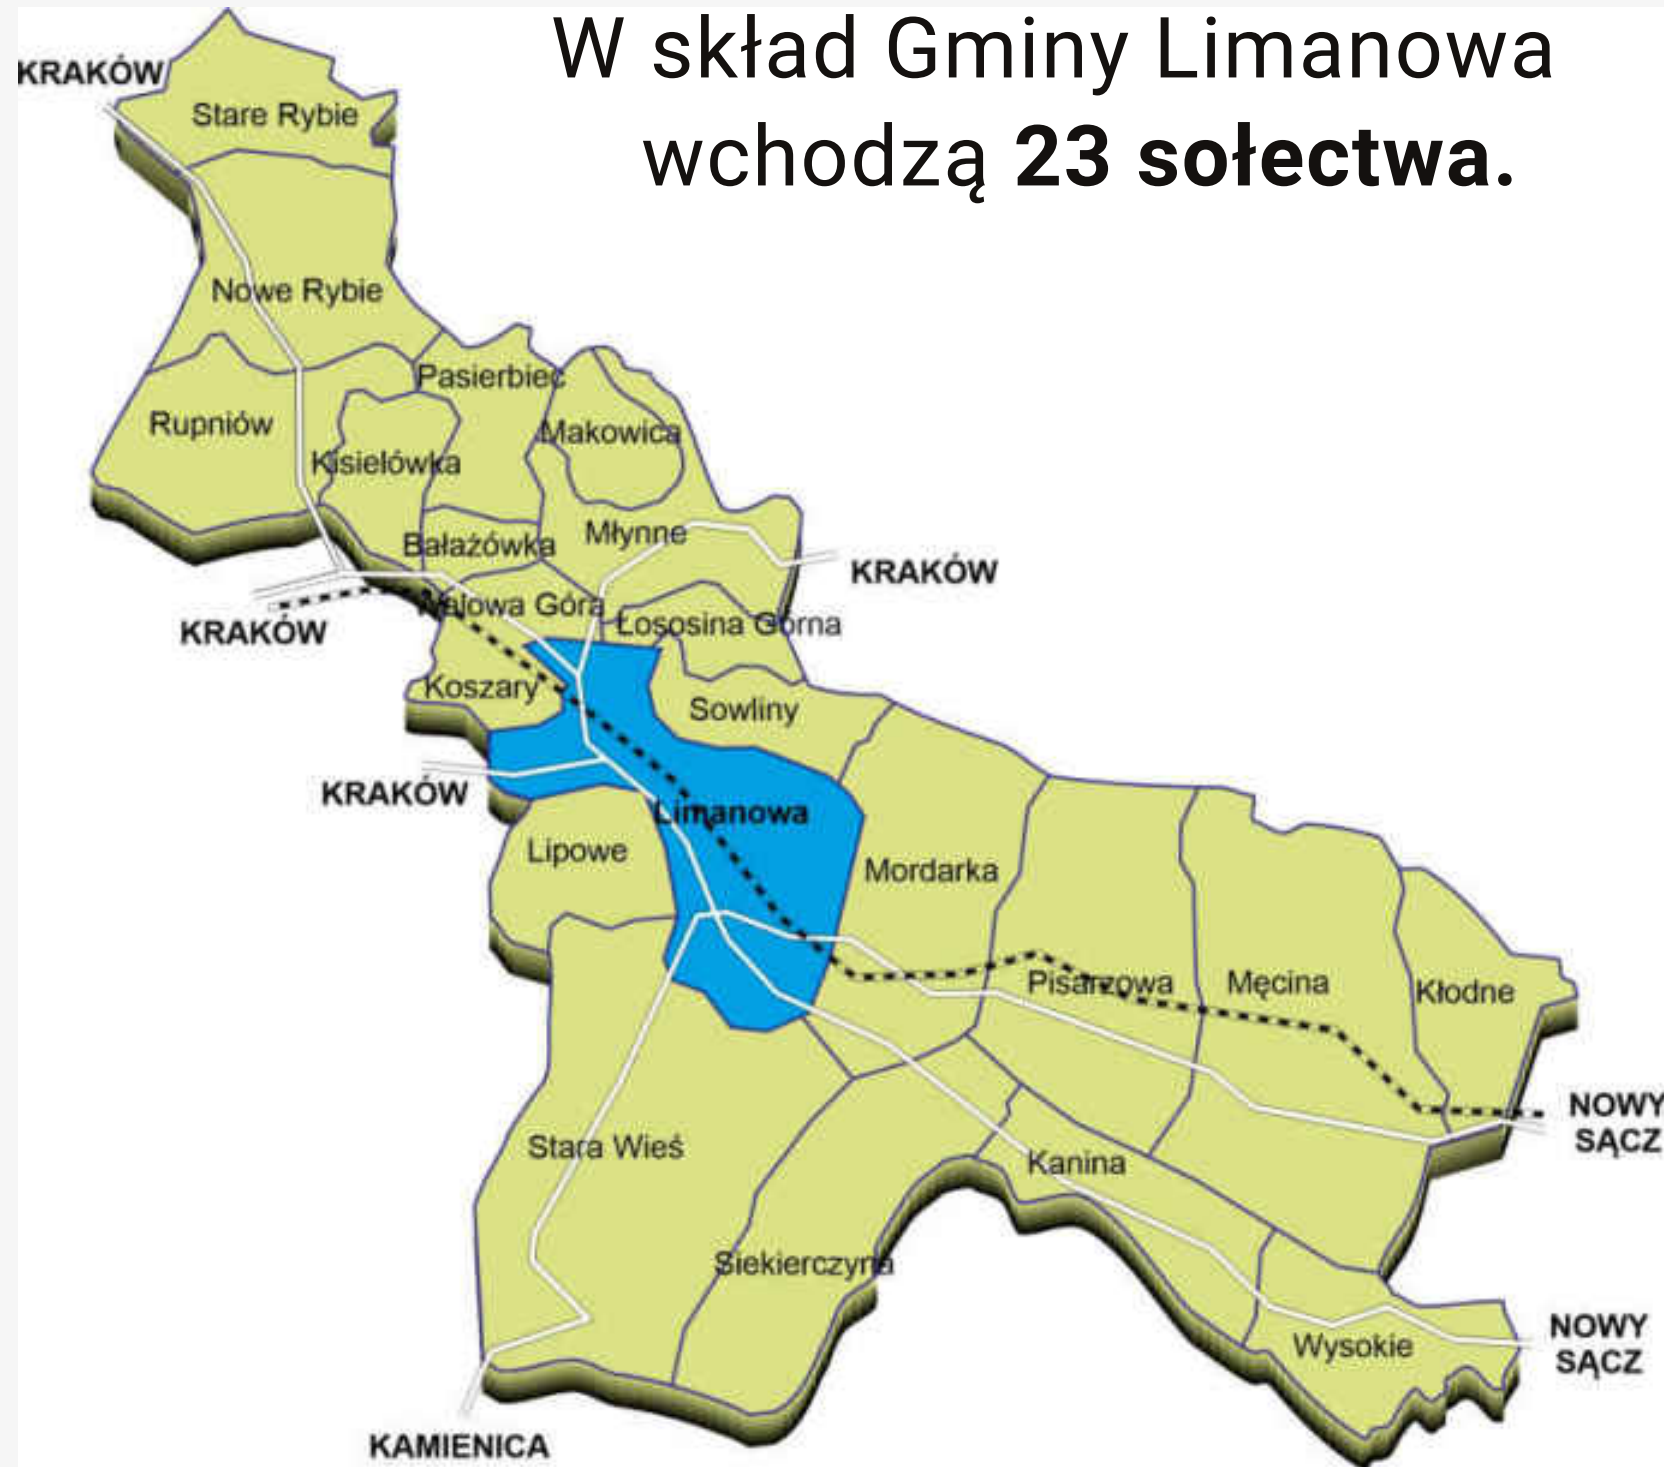 W skład Gminy Limanowa
wchodzą 23 sołectwa.
KRAKÓW
Stare Rybie
Nowe Rybie
Pasierbiec
Rupniów
Makowica
Kisielówka
Młynne
Bałażówka
KRAKÓW
Walowa Góra
Łososina Górna
KRAKÓW
Koszary
Sowliny
KRAKÓW
Limanowa
Lipowe
Mordarka
Pisarzowa
Męcina
Kłodne
NOWY
SĄCZ
Stara Wieś
Kanina
Siekierczyna
NOWY
SĄCZ
Wysokie
KAMIENICA